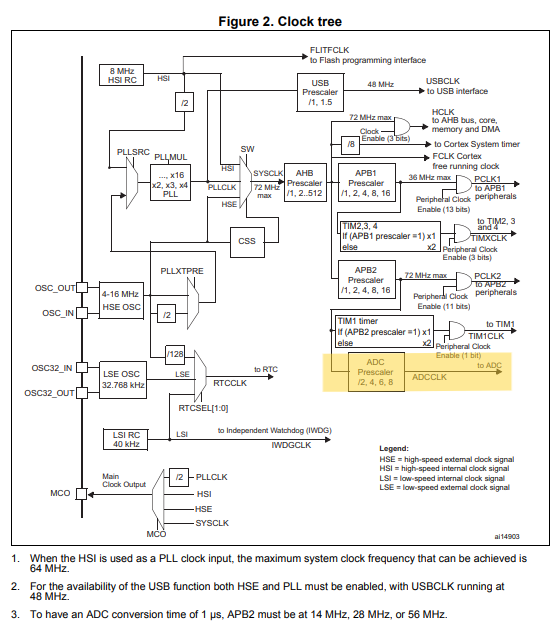 Figure 2. Clock tree
FLITFCLK
to Flash programming interface
8 MHz
HSI RC
HSI
USB
Prescaler
/1, 1.5
48 MHz
USBCLK
to USB interface
/2
HCLK
to AHB bus, core,
memory and DMA
72 MHz max
Clock
Enable (3 bits)
/8
to Cortex System timer
FCLK Cortex
free running clock
PLLSRC
PLLMUL
..., x16
x2, x3, x4
PLL
SW
HSI
PLLCLK
HSE
SYSCLK
72 MHz
max
AHB
Prescaler
/1, 2..512
APB1
Prescaler
/1, 2, 4, 8, 16
36 MHz max
PCLK1
to APB1
peripherals
Peripheral Clock
Enable (13 bits)
TIM2,3, 4
If (APB1 prescaler =1) x1
else x2
to TIM2, 3
and 4
TIMXCLK
Peripheral Clock
Enable (3 bits)
CSS
PLLXTPRE
OSC_OUT
OSC_IN
4-16 MHz
HSE OSC
/2
APB2
Prescaler
/1, 2, 4, 8, 16
72 MHz max
PCLK2
to APB2
peripherals
Peripheral Clock
Enable (11 bits)
TIM1 timer
If (APB2 prescaler =1) x1
else x2
to TIM1
TIM1CLK
Peripheral Clock
Enable (1 bit)
ADC
Prescaler
/2, 4, 6, 8
to ADC
ADCCLK
OSC32_IN
OSC32_OUT
LSE OSC
32.768 kHz
/128
LSE
to RTC
RTCCLK
RTCSEL[1:0]
LSI RC
40 kHz
LSI
to Independent Watchdog (IWDG)
IWDGCLK
Legend:
HSE = high-speed external clock signal
HSI = high-speed internal clock signal
LSI = low-speed internal clock signal
LSE = low-speed external clock signal
Main
Clock Output
MCO
/2
PLLCLK
HSI
HSE
SYSCLK
MCO
ai14903
1. When the HSI is used as a PLL clock input, the maximum system clock frequency that can be achieved is
64 MHz.
2. For the availability of the USB function both HSE and PLL must be enabled, with USBCLK running at
48 MHz.
3. To have an ADC conversion time of 1 µs, APB2 must be at 14 MHz, 28 MHz, or 56 MHz.